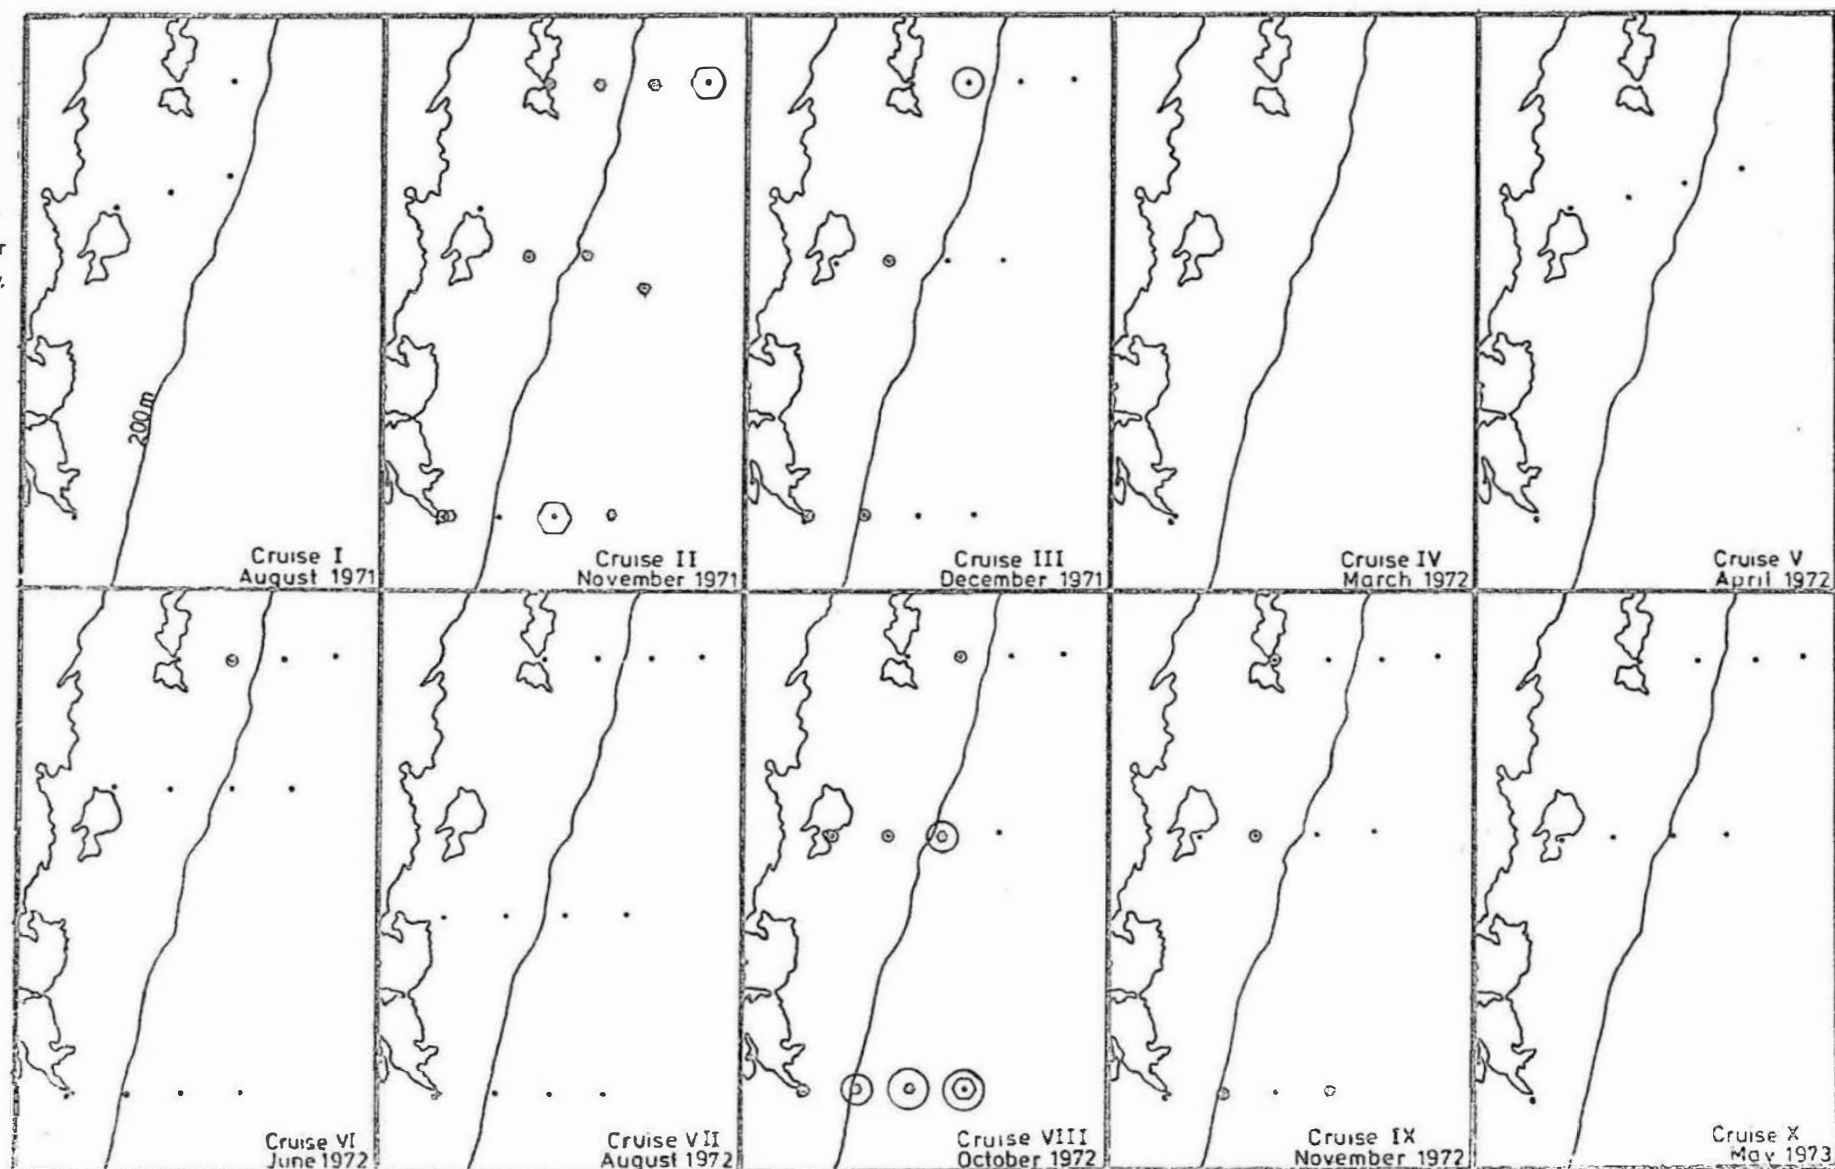 200m
Cruise I
August 1971
Cruise II
November 1971
Cruise III
December 1971
Cruise IV
March 1972
Cruise V
April 1972
Cruise VI
June 1972
Cruise VII
August 1972
Cruise VIII
October 1972
Cruise IX
November 1972
Cruise X
May 1973